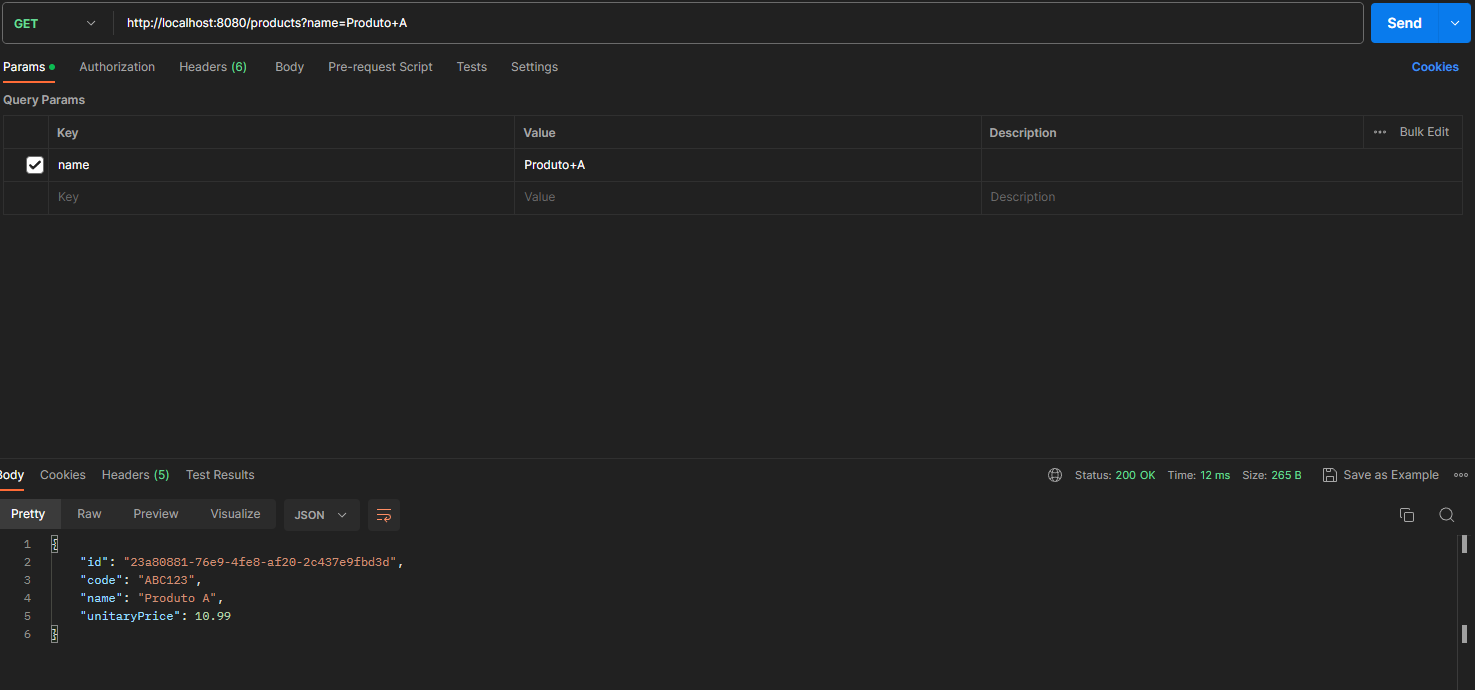 GET http://localhost:8080/products?name=Produto+A Send
Params Authorization Headers (6) Body Pre-request Script Tests Settings Cookies
Query Params
Key Value Description ••• Bulk Edit
name Produto+A
Key Value Description
Body Cookies Headers (5) Test Results Status: 200 OK Time: 12 ms Size: 265 B Save as Example
Pretty Raw Preview Visualize JSON
1 {
2 "id": "23a80881-76e9-4fe8-af20-2c437e9fbd3d",
3 "code": "ABC123",
4 "name": "Produto A",
5 "unitaryPrice": 10.99
6 }